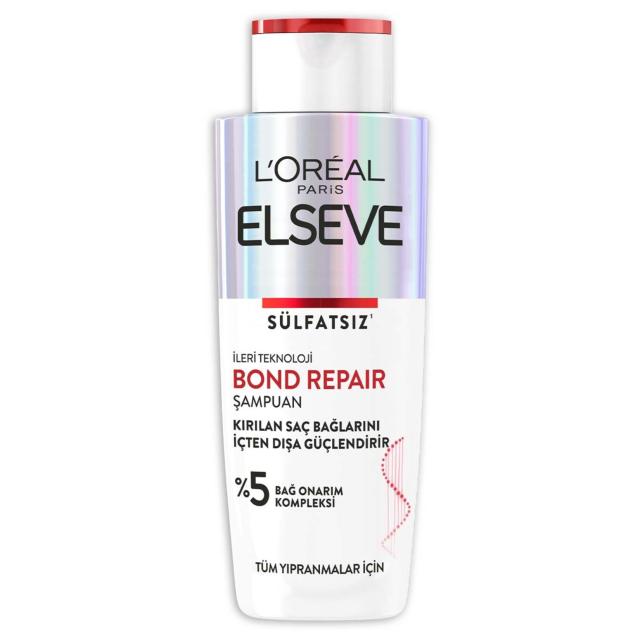 L'ORÉAL
PARiS
ELSEVE
SÜLFATSIZ¹
İLERİ TEKNOLOJİ
BOND REPAIR
ŞAMPUAN
KIRILAN SAÇ BAĞLARINI
İÇTEN DIŞA GÜÇLENDİRİR
%5 BAĞ ONARIM
KOMPLEKSİ
TÜM YIPRANMALAR İÇİN